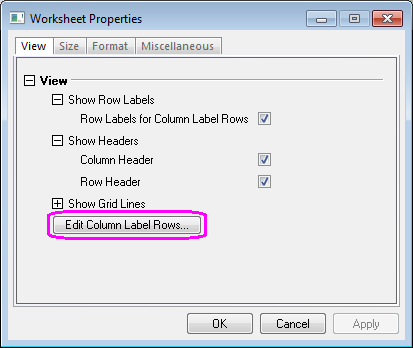 Worksheet Properties
View Size Format Miscellaneous
View
Show Row Labels
Row Labels for Column Label Rows
Show Headers
Column Header
Row Header
Show Grid Lines
Edit Column Label Rows...
OK Cancel Apply